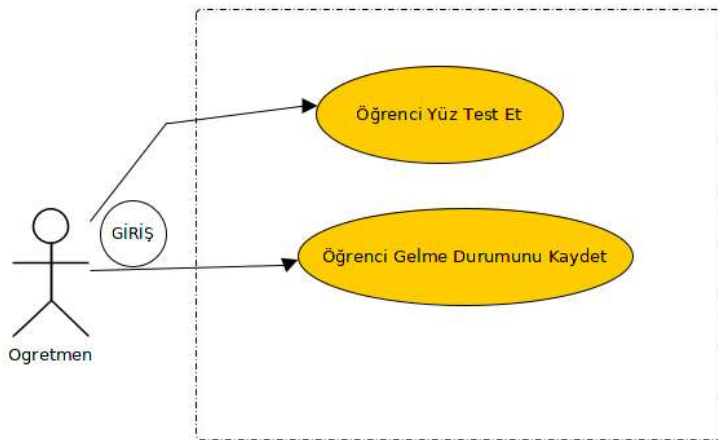 Öğrenci Yüz Test Et
GİRİŞ
Öğrenci Gelme Durumunu Kaydet
Ogretmen